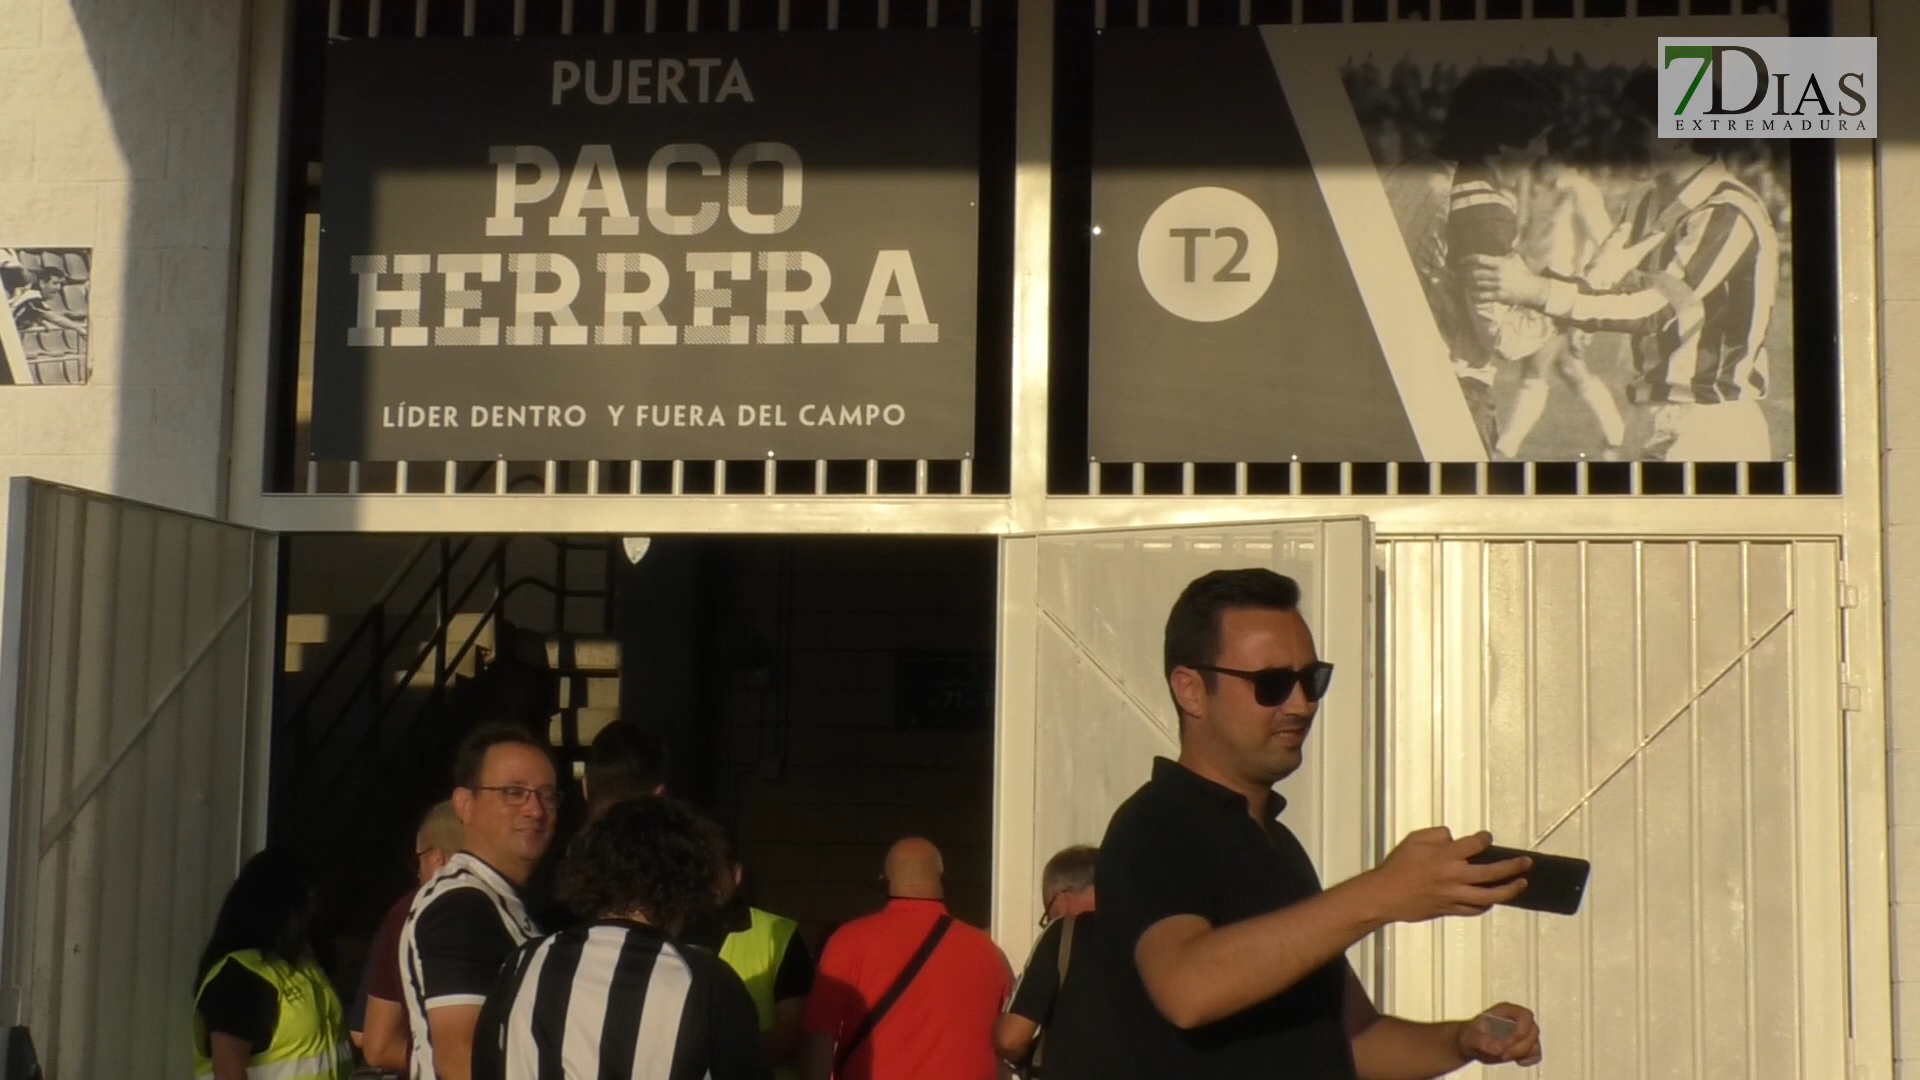 PUERTA
PACO
HERRERA
LÍDER DENTRO Y FUERA DEL CAMPO
T2
7DIAS
EXTREMADURA